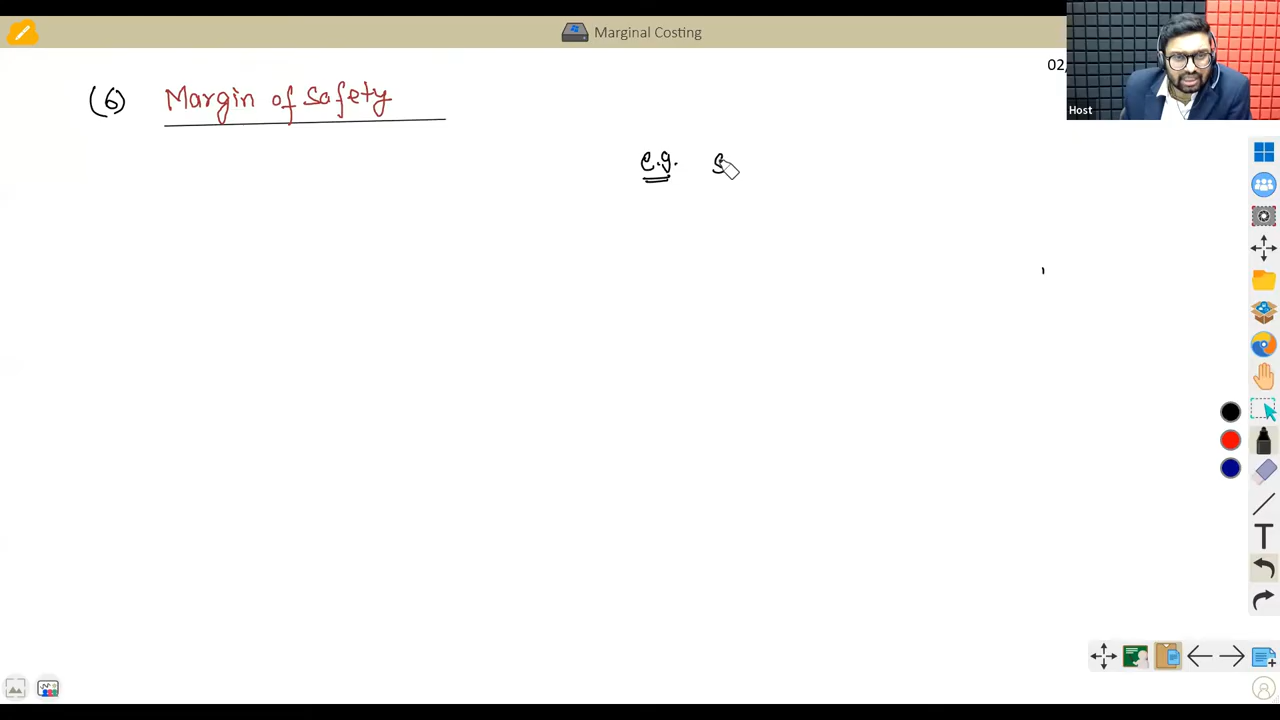 Marginal Costing
02/
(6) Margin of Safety
Host
e.g. S
T